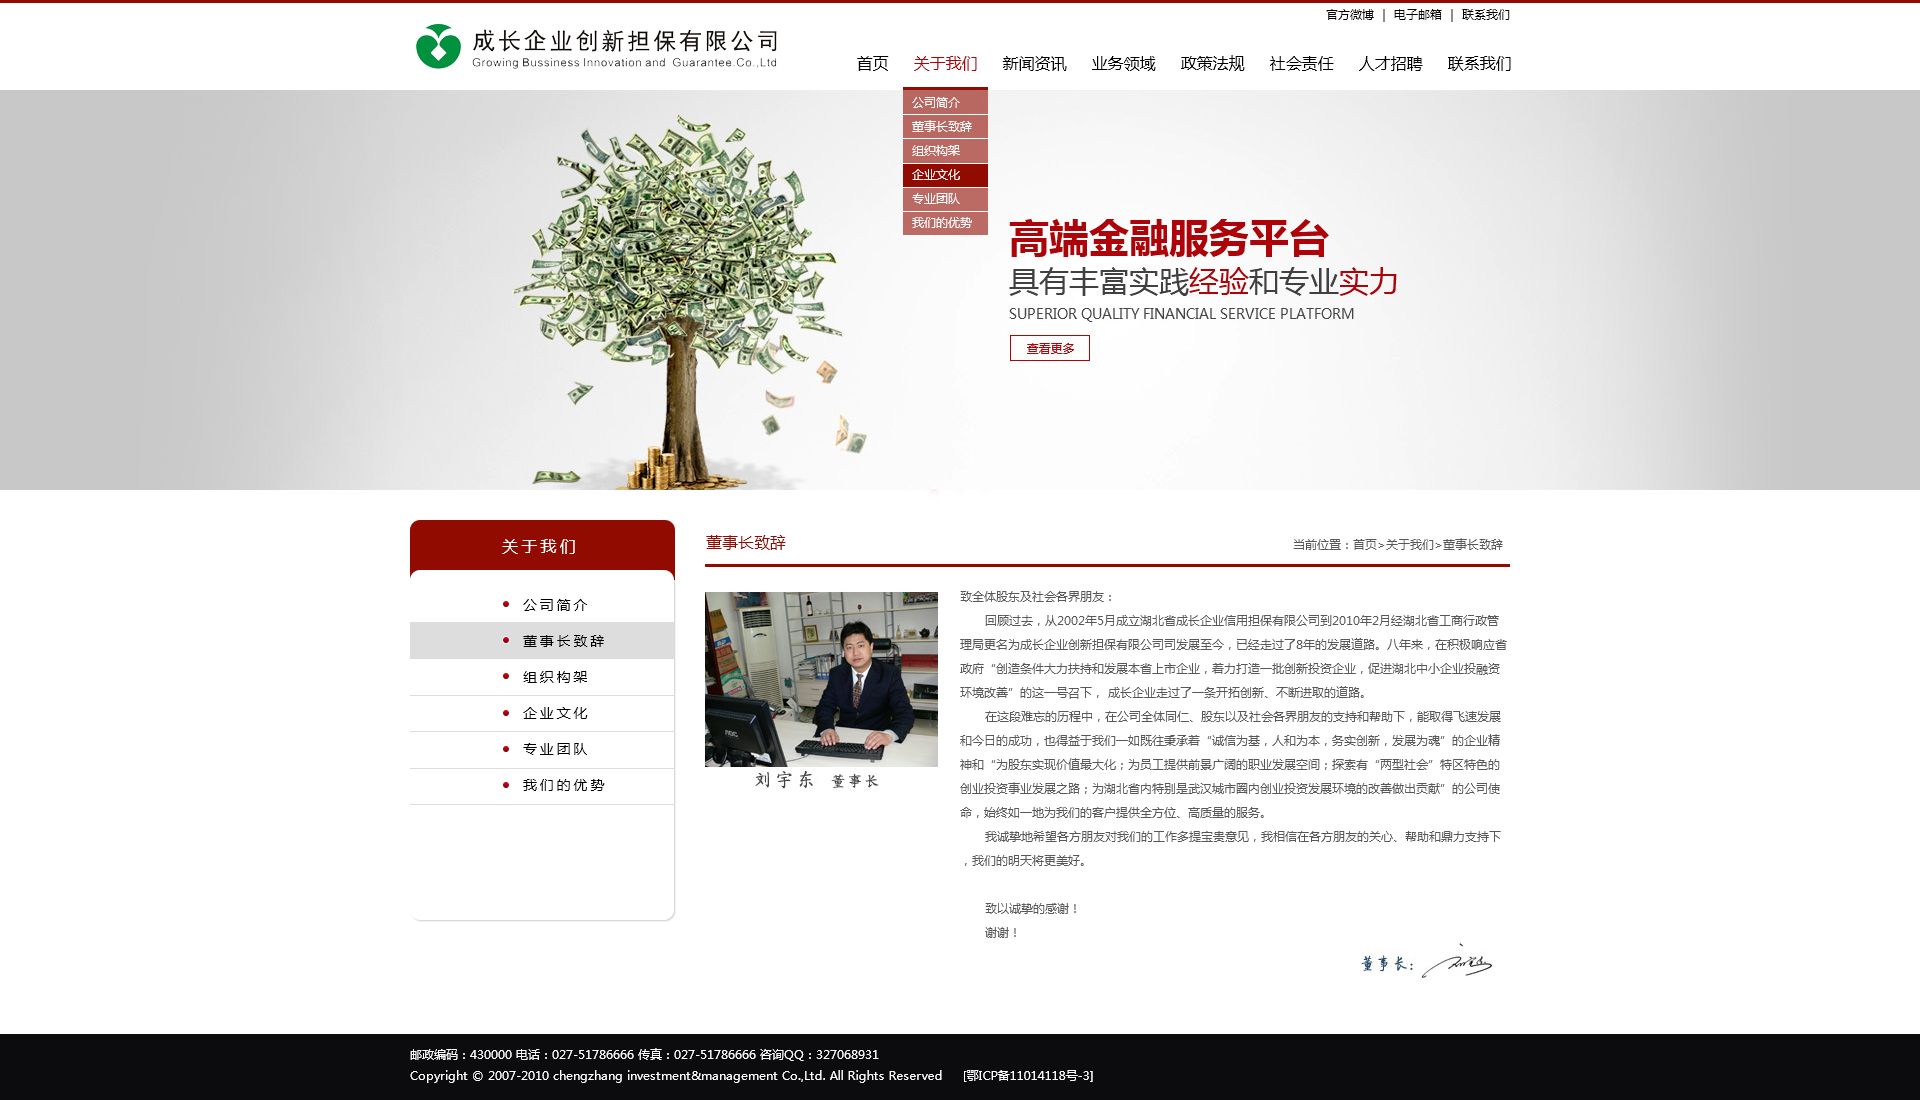 官方微博 | 电子邮箱 | 联系我们
成长企业创新担保有限公司
Growing Bussiness Innovation and Guarantee.Co.,Ltd
首页 关于我们 新闻资讯 业务领域 政策法规 社会责任 人才招聘 联系我们
公司简介
董事长致辞
组织构架
企业文化
专业团队
我们的优势
高端金融服务平台
具有丰富实践经验和专业实力
SUPERIOR QUALITY FINANCIAL SERVICE PLATFORM
查看更多
关于我们
公司简介
董事长致辞
组织构架
企业文化
专业团队
我们的优势
董事长致辞
当前位置：首页>关于我们>董事长致辞
刘宇东 董事长
致全体股东及社会各界朋友：
回顾过去，从2002年5月成立湖北省成长企业信用担保有限公司到2010年2月经湖北省工商行政管
理局更名为成长企业创新担保有限公司司发展至今，已经走过了8年的发展道路。八年来，在积极响应省
政府“创造条件大力扶持和发展本省上市企业，着力打造一批创新投资企业，促进湖北中小企业投融资
环境改善”的这一号召下， 成长企业走过了一条开拓创新、不断进取的道路。
在这段难忘的历程中，在公司全体同仁、股东以及社会各界朋友的支持和帮助下，能取得飞速发展
和今日的成功，也得益于我们一如既往秉承着“诚信为基，人和为本，务实创新，发展为魂”的企业精
神和“为股东实现价值最大化；为员工提供前景广阔的职业发展空间；探索有“两型社会”特区特色的
创业投资事业发展之路；为湖北省内特别是武汉城市圈内创业投资发展环境的改善做出贡献”的公司使
命，始终如一地为我们的客户提供全方位、高质量的服务。
我诚挚地希望各方朋友对我们的工作多提宝贵意见，我相信在各方朋友的关心、帮助和鼎力支持下
，我们的明天将更美好。
致以诚挚的感谢！
谢谢！
董事长：
邮政编码：430000 电话：027-51786666 传真：027-51786666 咨询QQ：327068931
Copyright © 2007-2010 chengzhang investment&management Co.,Ltd. All Rights Reserved [鄂ICP备11014118号-3]